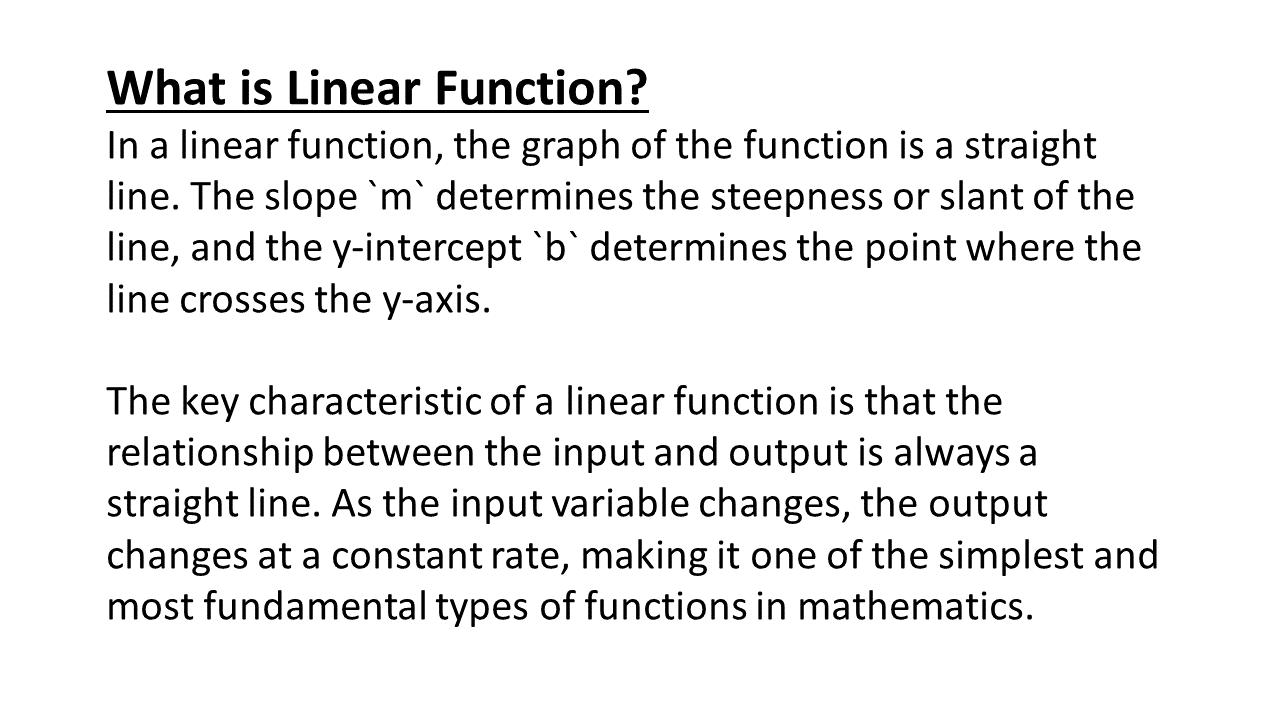 What is Linear Function?
In a linear function, the graph of the function is a straight
line. The slope `m` determines the steepness or slant of the
line, and the y-intercept `b` determines the point where the
line crosses the y-axis.
The key characteristic of a linear function is that the
relationship between the input and output is always a
straight line. As the input variable changes, the output
changes at a constant rate, making it one of the simplest and
most fundamental types of functions in mathematics.